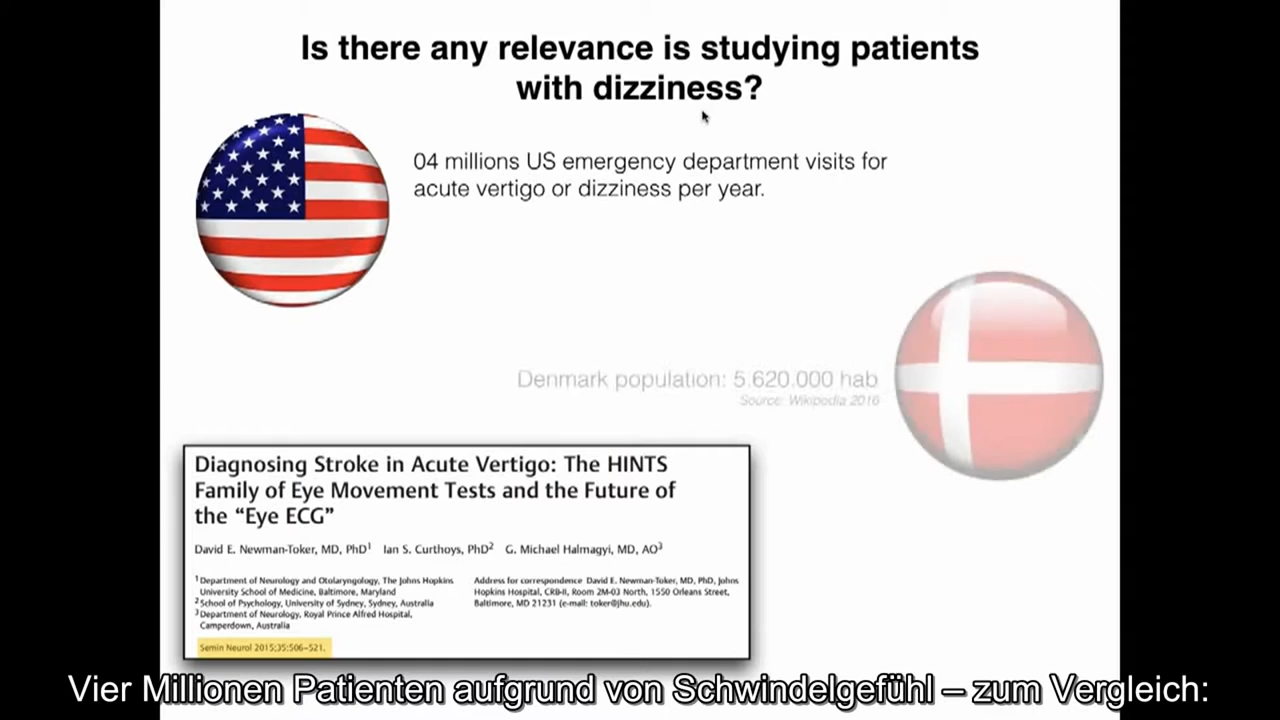 Is there any relevance is studying patients
with dizziness?
04 millions US emergency department visits for
acute vertigo or dizziness per year.
Denmark population: 5.620.000 hab
Source: Wikipedia 2016
Diagnosing Stroke in Acute Vertigo: The HINTS
Family of Eye Movement Tests and the Future of
the “Eye ECG”
David E. Newman-Toker, MD, PhD¹ Ian S. Curthoys, PhD² G. Michael Halmagyi, MD, AO³
¹Department of Neurology and Otolaryngology, The Johns Hopkins
University School of Medicine, Baltimore, Maryland
²School of Psychology, University of Sydney, Sydney, Australia
³Department of Neurology, Royal Prince Alfred Hospital,
Camperdown, Australia
Address for correspondence David E. Newman-Toker, MD, PhD, Johns
Hopkins Hospital, CRB-II, Room 2M-03 North, 1550 Orleans Street,
Baltimore, MD 21231 (e-mail: toker@jhu.edu).
Semin Neurol 2015;35:506–521.
Vier Millionen Patienten aufgrund von Schwindelgefühl – zum Vergleich: